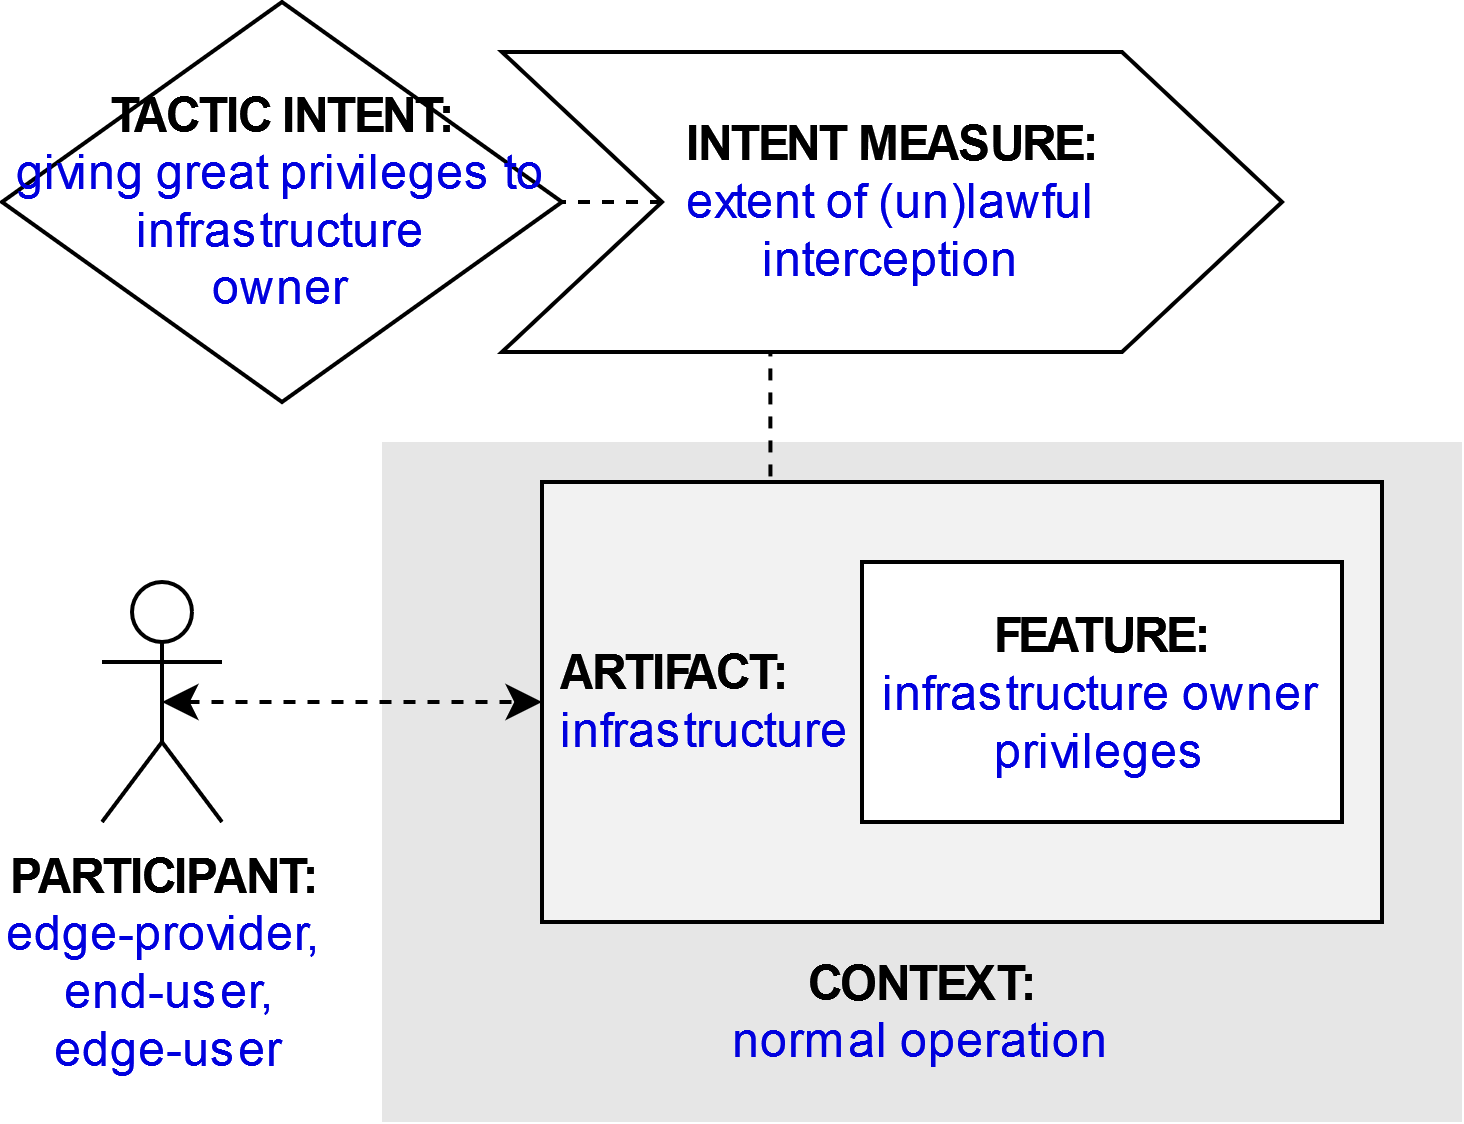 TACTIC INTENT:
giving great privileges to
infrastructure
owner
INTENT MEASURE:
extent of (un)lawful
interception
ARTIFACT:
infrastructure
FEATURE:
infrastructure owner
privileges
PARTICIPANT:
edge-provider,
end-user,
edge-user
CONTEXT:
normal operation